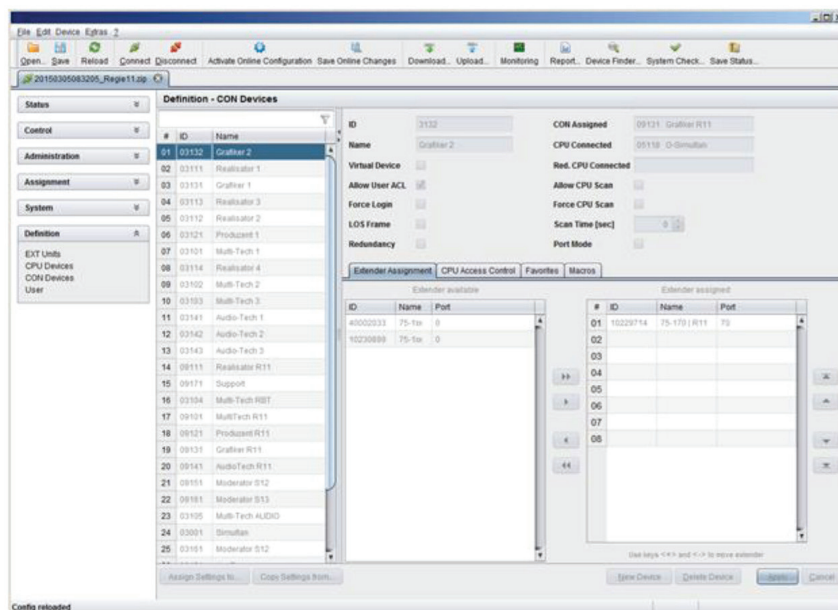 File Edit Device Extras ?
Open... Save Reload Connect Disconnect Activate Online Configuration Save Online Changes Download... Upload... Monitoring Report... Device Finder... System Check... Save Status...
20150305083205_Regie11.zip
Status
Control
Administration
Assignment
System
Definition
EXT Units
CPU Devices
CON Devices
User
Definition - CON Devices
# ID Name
01 03132 Grafiker 2
02 03111 Realisator 1
03 03131 Grafiker 1
04 03113 Realisator 3
05 03112 Realisator 2
06 03121 Produzent 1
07 03101 Multi-Tech 1
08 03114 Realisator 4
09 03102 Multi-Tech 2
10 03103 Multi-Tech 3
11 03141 Audio-Tech 1
12 03142 Audio-Tech 2
13 03143 Audio-Tech 3
14 09111 Realisator R11
15 09171 Support
16 03104 Multi-Tech RBT
17 09101 MultiTech R11
18 09121 Produzent R11
19 09131 Grafiker R11
20 09141 AudioTech R11
21 09151 Moderator S12
22 09161 Moderator S13
23 03105 Multi-Tech AUDIO
24 03001 Simultan
25 03161 Moderator S12
Assign Settings to... Copy Settings from...
ID 3132
Name Grafiker 2
Virtual Device
Allow User ACL
Force Login
LOS Frame
Redundancy
CON Assigned 09131 Grafiker R11
CPU Connected 05118 O-Simultan
Red. CPU Connected
Allow CPU Scan
Force CPU Scan
Scan Time [sec] 0
Port Mode
Extender Assignment CPU Access Control Favorites Macros
Extender available
ID Name Port
40002033 75-1xx 0
10230899 75-1xx 0
Extender assigned
# ID Name Port
01 10229714 75-170 | R11 70
02
03
04
05
06
07
08
Use keys <+> and <-> to move extender
New Device Delete Device Apply Cancel
Config reloaded